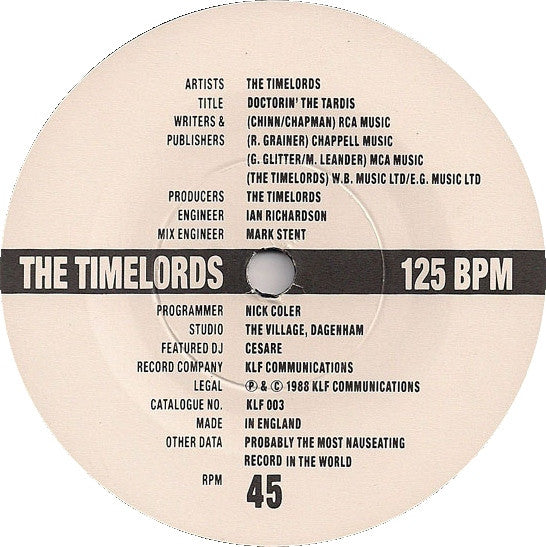 ARTISTS THE TIMELORDS
TITLE DOCTORIN' THE TARDIS
WRITERS & (CHINN/CHAPMAN) RCA MUSIC
PUBLISHERS (R. GRAINER) CHAPPELL MUSIC
(G. GLITTER/M. LEANDER) MCA MUSIC
(THE TIMELORDS) W.B. MUSIC LTD/E.G. MUSIC LTD
PRODUCERS THE TIMELORDS
ENGINEER IAN RICHARDSON
MIX ENGINEER MARK STENT
THE TIMELORDS 125 BPM
PROGRAMMER NICK COLER
STUDIO THE VILLAGE, DAGENHAM
FEATURED DJ CESARE
RECORD COMPANY KLF COMMUNICATIONS
LEGAL ℗ & © 1988 KLF COMMUNICATIONS
CATALOGUE NO. KLF 003
MADE IN ENGLAND
OTHER DATA PROBABLY THE MOST NAUSEATING
RECORD IN THE WORLD
RPM 45